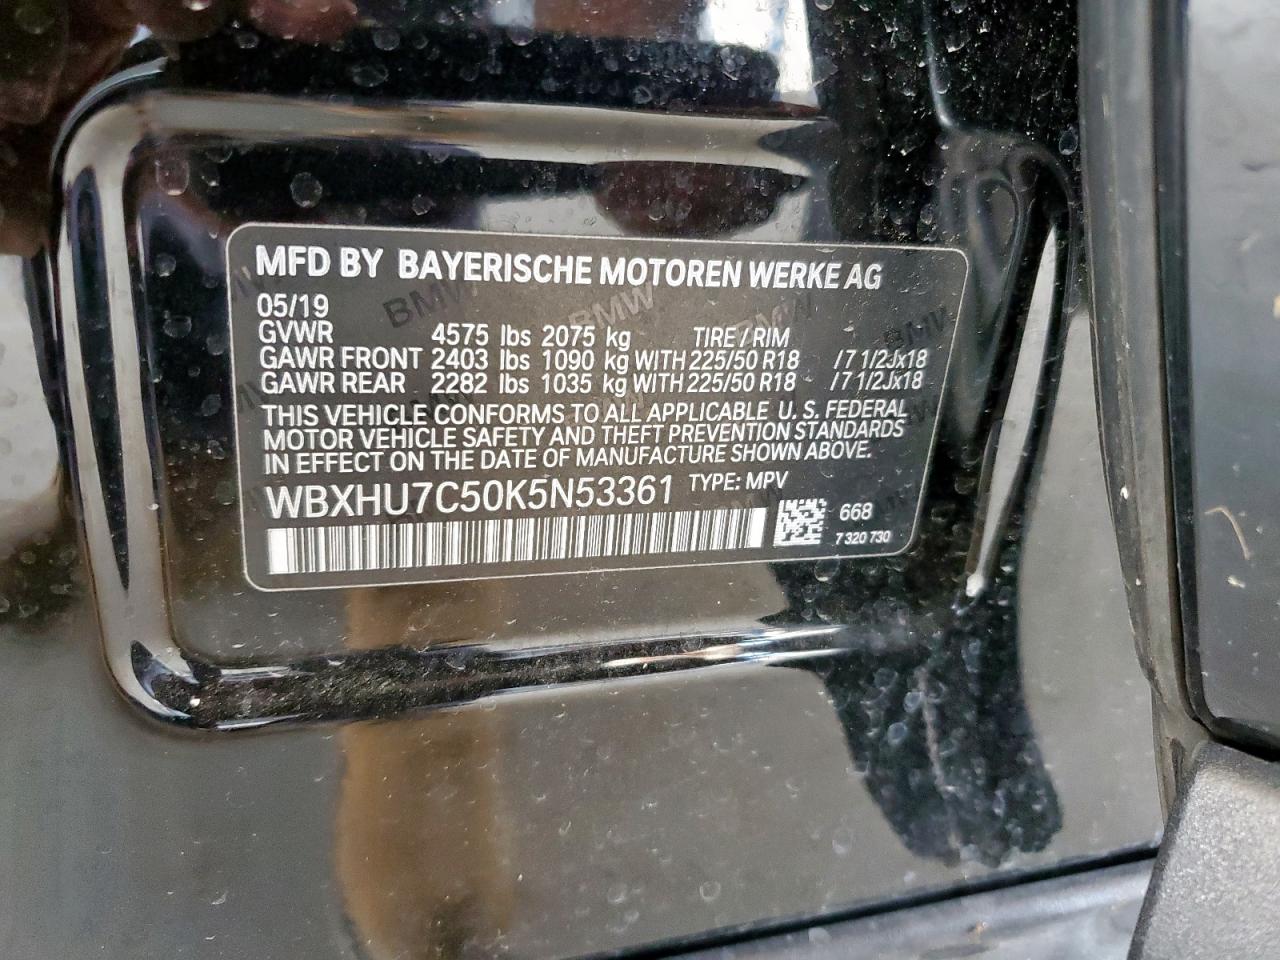 MFD BY BAYERISCHE MOTOREN WERKE AG
05/19
GVWR 4575 lbs 2075 kg TIRE / RIM
GAWR FRONT 2403 lbs 1090 kg WITH 225/50 R18 /7 1/2Jx18
GAWR REAR 2282 lbs 1035 kg WITH 225/50 R18 /7 1/2Jx18
THIS VEHICLE CONFORMS TO ALL APPLICABLE U. S. FEDERAL
MOTOR VEHICLE SAFETY AND THEFT PREVENTION STANDARDS
IN EFFECT ON THE DATE OF MANUFACTURE SHOWN ABOVE.
WBXHU7C50K5N53361 TYPE: MPV
668
7 320 730